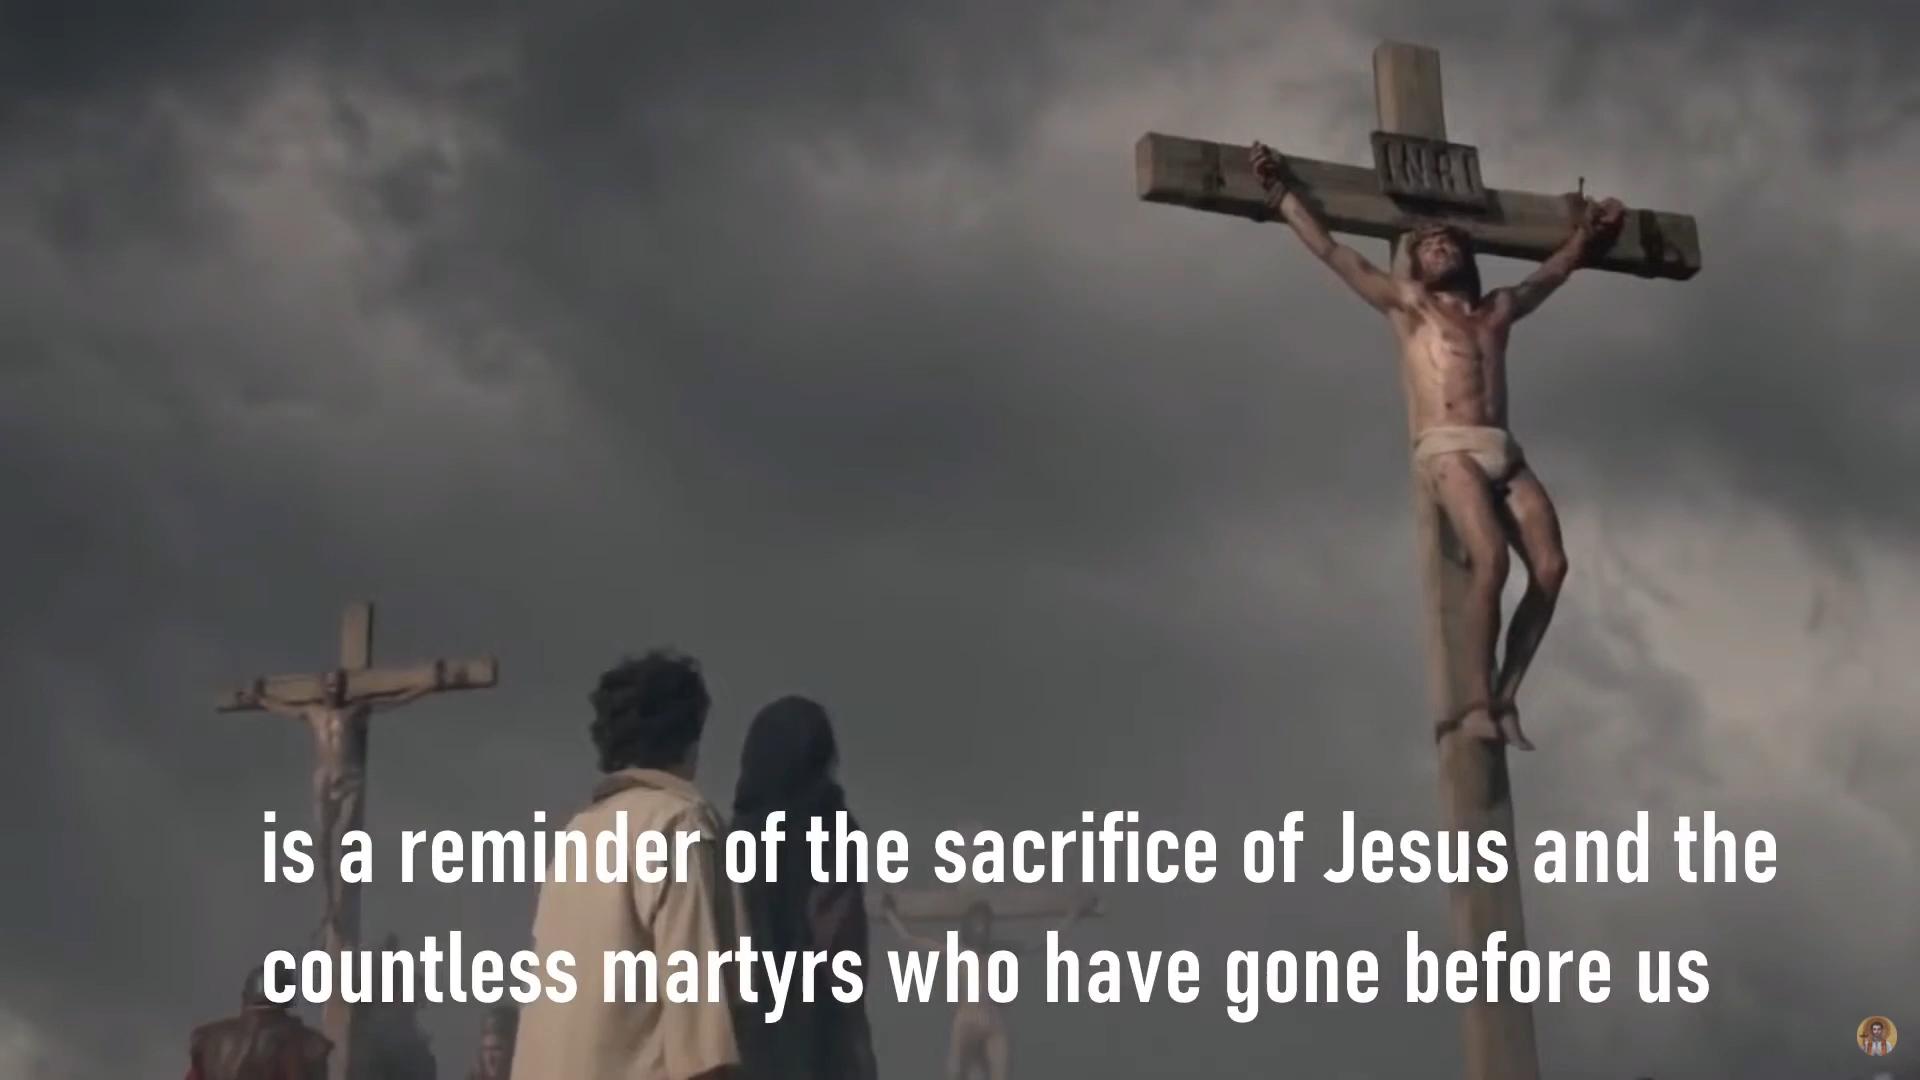 INRI
is a reminder of the sacrifice of Jesus and the
countless martyrs who have gone before us